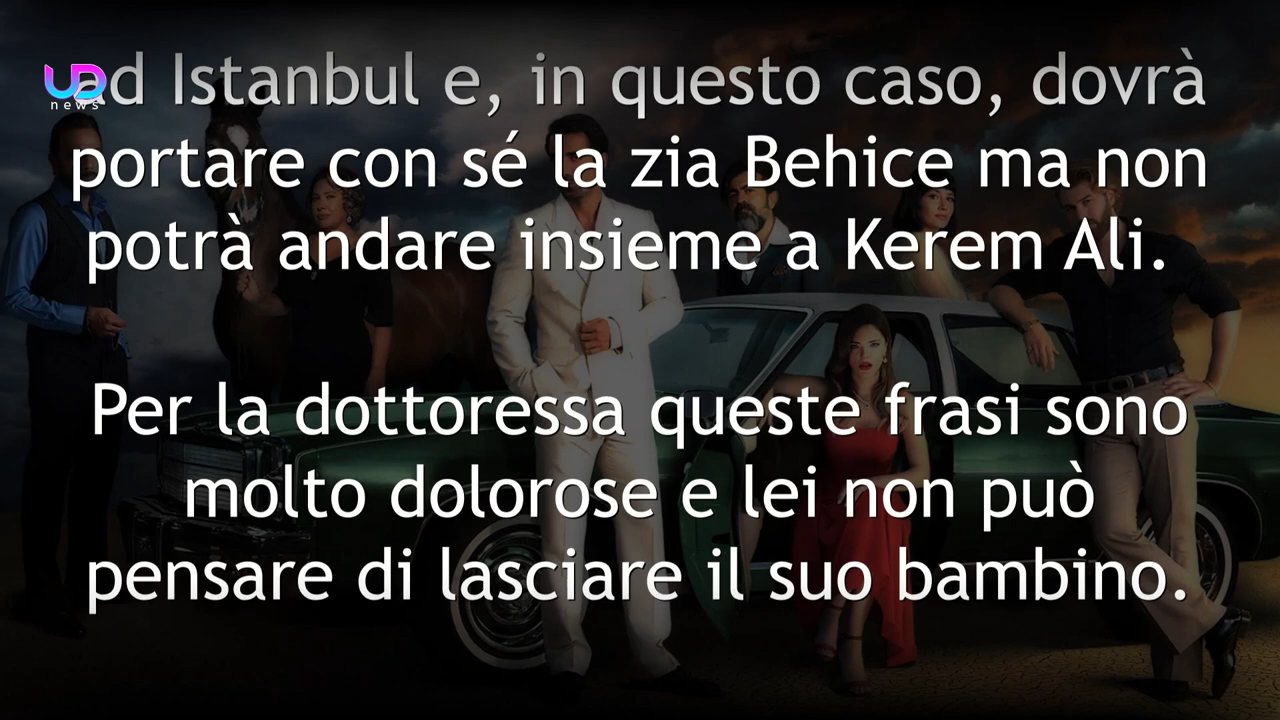 UD
news
ad Istanbul e, in questo caso, dovrà
portare con sé la zia Behice ma non
potrà andare insieme a Kerem Ali.
Per la dottoressa queste frasi sono
molto dolorose e lei non può
pensare di lasciare il suo bambino.